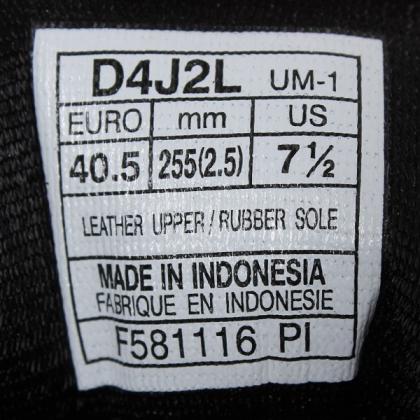 D4J2L UM-1
EURO mm US
40.5 255(2.5) 7½
LEATHER UPPER/RUBBER SOLE
MADE IN INDONESIA
FABRIQUE EN INDONESIE
F581116 PI